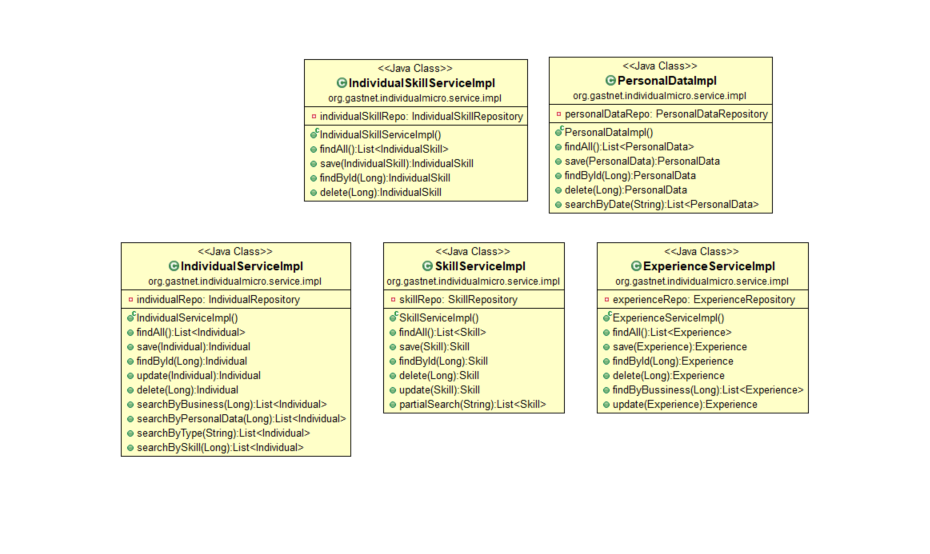 <<Java Class>>
IndividualSkillServiceImpl
org.gastnet.individualmicro.service.impl
individualSkillRepo: IndividualSkillRepository
IndividualSkillServiceImpl()
findAll():List<IndividualSkill>
save(IndividualSkill):IndividualSkill
findById(Long):IndividualSkill
delete(Long):IndividualSkill
<<Java Class>>
PersonalDataImpl
org.gastnet.individualmicro.service.impl
personalDataRepo: PersonalDataRepository
PersonalDataImpl()
findAll():List<PersonalData>
save(PersonalData):PersonalData
findById(Long):PersonalData
delete(Long):PersonalData
searchByDate(String):List<PersonalData>
<<Java Class>>
IndividualServiceImpl
org.gastnet.individualmicro.service.impl
individualRepo: IndividualRepository
IndividualServiceImpl()
findAll():List<Individual>
save(Individual):Individual
findById(Long):Individual
update(Individual):Individual
delete(Long):Individual
searchByBusiness(Long):List<Individual>
searchByPersonalData(Long):List<Individual>
searchByType(String):List<Individual>
searchBySkill(Long):List<Individual>
<<Java Class>>
SkillServiceImpl
org.gastnet.individualmicro.service.impl
skillRepo: SkillRepository
SkillServiceImpl()
findAll():List<Skill>
save(Skill):Skill
findById(Long):Skill
delete(Long):Skill
update(Skill):Skill
partialSearch(String):List<Skill>
<<Java Class>>
ExperienceServiceImpl
org.gastnet.individualmicro.service.impl
experienceRepo: ExperienceRepository
ExperienceServiceImpl()
findAll():List<Experience>
save(Experience):Experience
findById(Long):Experience
delete(Long):Experience
findByBussiness(Long):List<Experience>
update(Experience):Experience